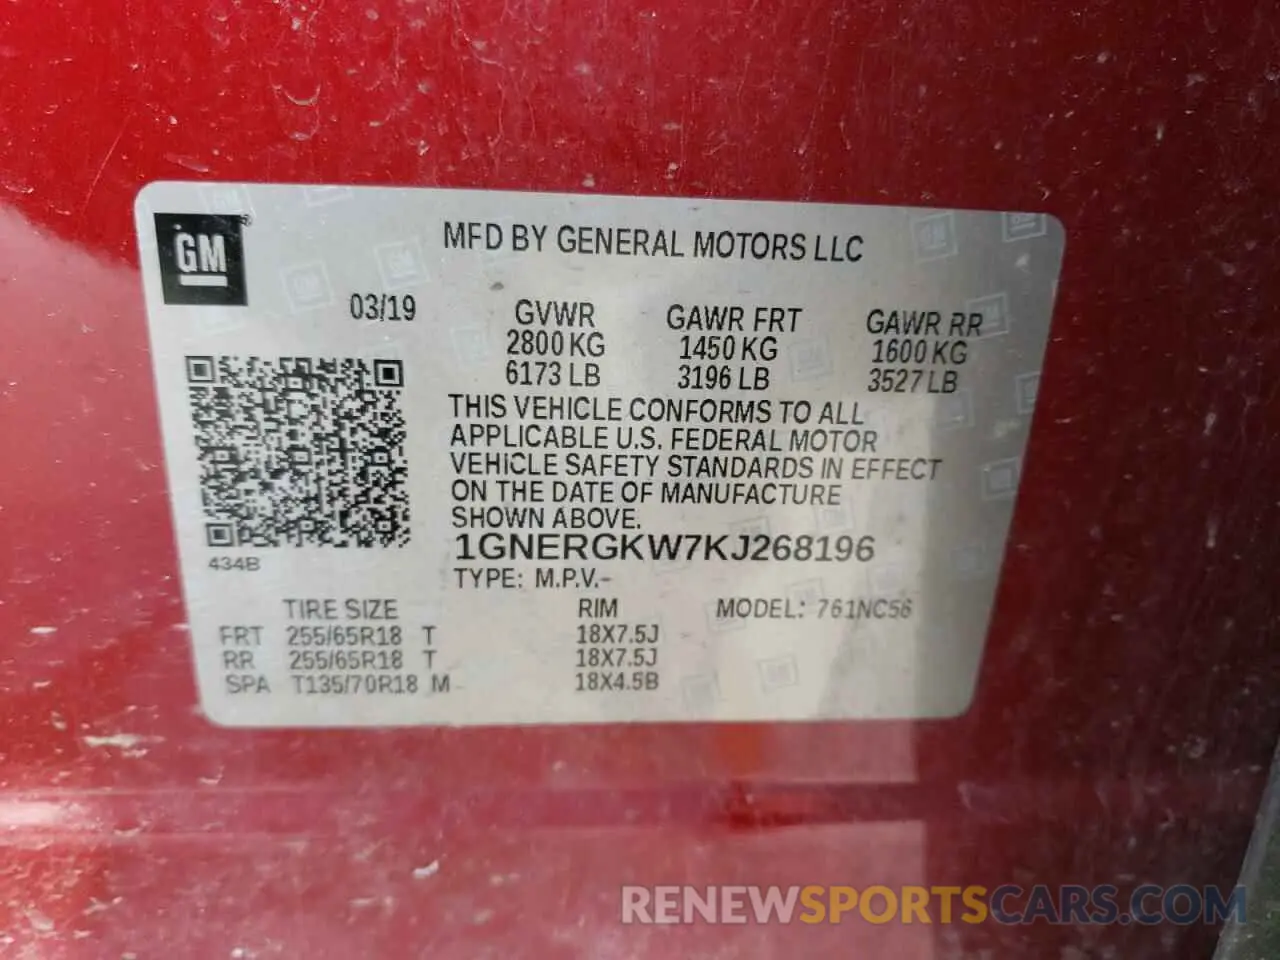 GM®
MFD BY GENERAL MOTORS LLC
03/19
GVWR GAWR FRT GAWR RR
2800 KG 1450 KG 1600 KG
6173 LB 3196 LB 3527 LB
THIS VEHICLE CONFORMS TO ALL
APPLICABLE U.S. FEDERAL MOTOR
VEHICLE SAFETY STANDARDS IN EFFECT
ON THE DATE OF MANUFACTURE
SHOWN ABOVE.
1GNERGKW7KJ268196
434B
TYPE: M.P.V.-
TIRE SIZE RIM MODEL: 761NC56
FRT 255/65R18 T 18X7.5J
RR 255/65R18 T 18X7.5J
SPA T135/70R18 M 18X4.5B
RENEWSPORTSCARS.COM